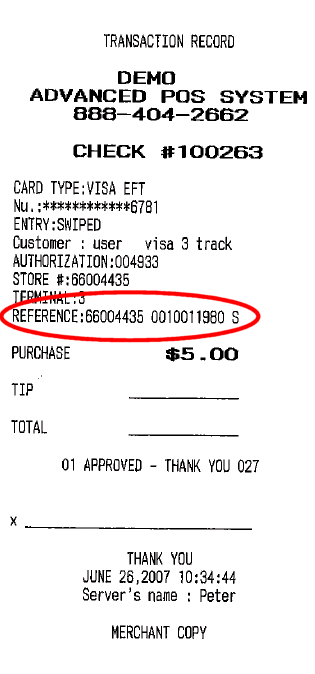 TRANSACTION RECORD
DEMO
ADVANCED POS SYSTEM
888-404-2662
CHECK #100263
CARD TYPE:VISA EFT
Nu.:************6781
ENTRY:SWIPED
Customer : user visa 3 track
AUTHORIZATION:004933
STORE #:66004435
TERMINAL:3
REFERENCE:66004435 0010011980 S
PURCHASE $5.00
TIP
TOTAL
01 APPROVED - THANK YOU 027
X
THANK YOU
JUNE 26,2007 10:34:44
Server's name : Peter
MERCHANT COPY